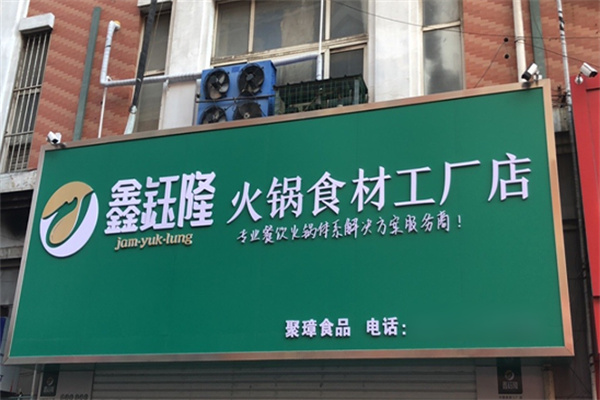 鑫鈺隆 火锅食材工厂店
jam-yuk-lung
专业餐饮火锅体系解决方案服务商!
聚璋食品 电话: